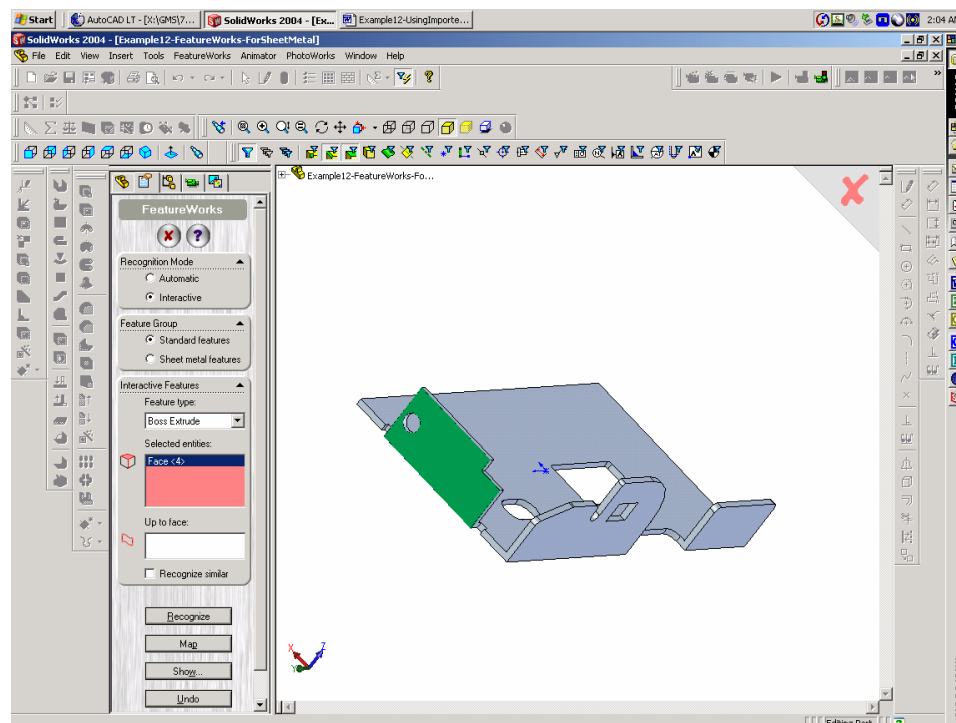 Start
AutoCAD LT - [X:\GMS\7...
SolidWorks 2004 - [Ex...
Example12-UsingImporte...
2:04 AM
SolidWorks 2004 - [Example12-FeatureWorks-ForSheetMetal]
File Edit View Insert Tools FeatureWorks Animator PhotoWorks Window Help
Example12-FeatureWorks-Fo...
FeatureWorks
Recognition Mode
Automatic
Interactive
Feature Group
Standard features
Sheet metal features
Interactive Features
Feature type:
Boss Extrude
Selected entities:
Face <4>
Up to face:
Recognize similar
Recognize
Map
Show...
Undo
X
Z
Y
Editing Part